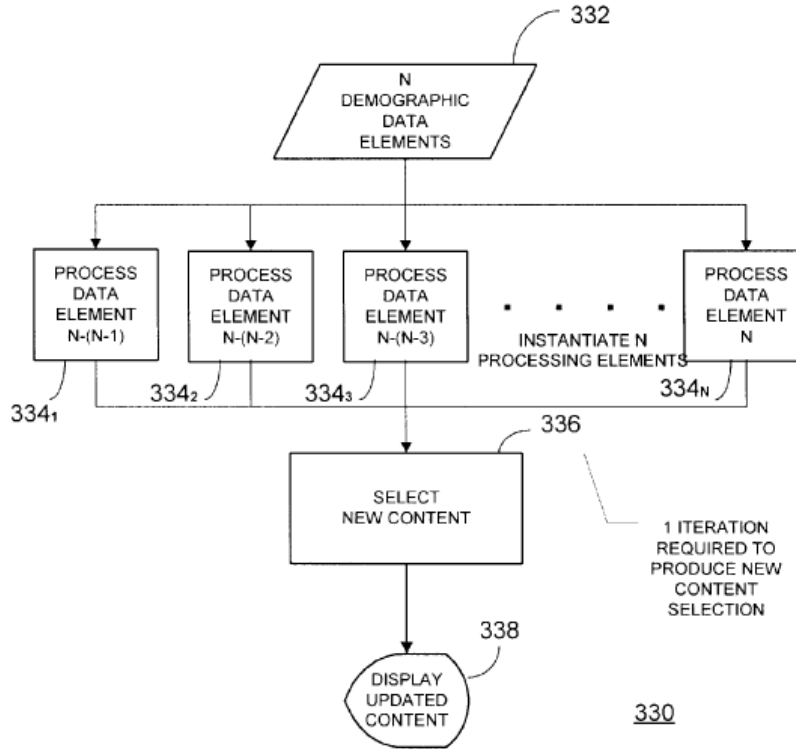 332
N
DEMOGRAPHIC
DATA
ELEMENTS
PROCESS
DATA
ELEMENT
N-(N-1)
PROCESS
DATA
ELEMENT
N-(N-2)
PROCESS
DATA
ELEMENT
N-(N-3)
. . . .
INSTANTIATE N
PROCESSING ELEMENTS
PROCESS
DATA
ELEMENT
N
334₁
334₂
334₃
334N
336
SELECT
NEW CONTENT
1 ITERATION
REQUIRED TO
PRODUCE NEW
CONTENT
SELECTION
338
DISPLAY
UPDATED
CONTENT
330